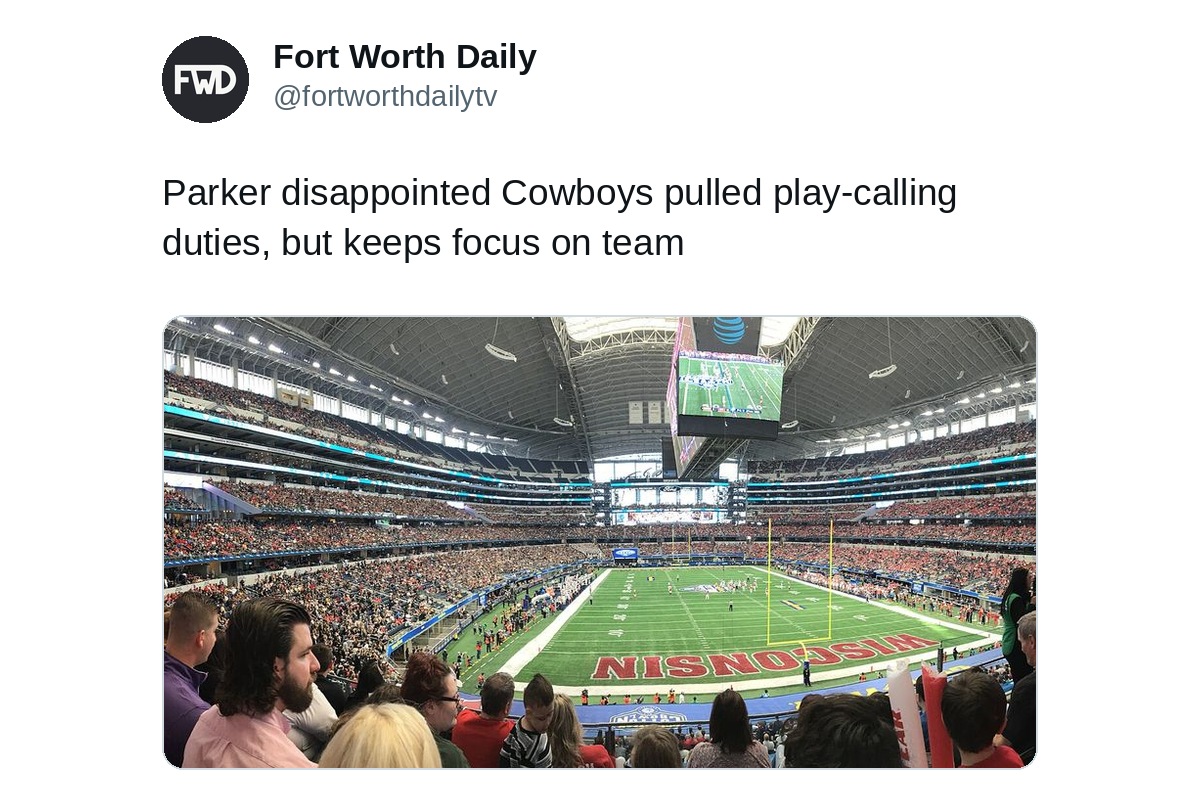 FWD
Fort Worth Daily
@fortworthdailytv
Parker disappointed Cowboys pulled play-calling
duties, but keeps focus on team
WISCONSIN